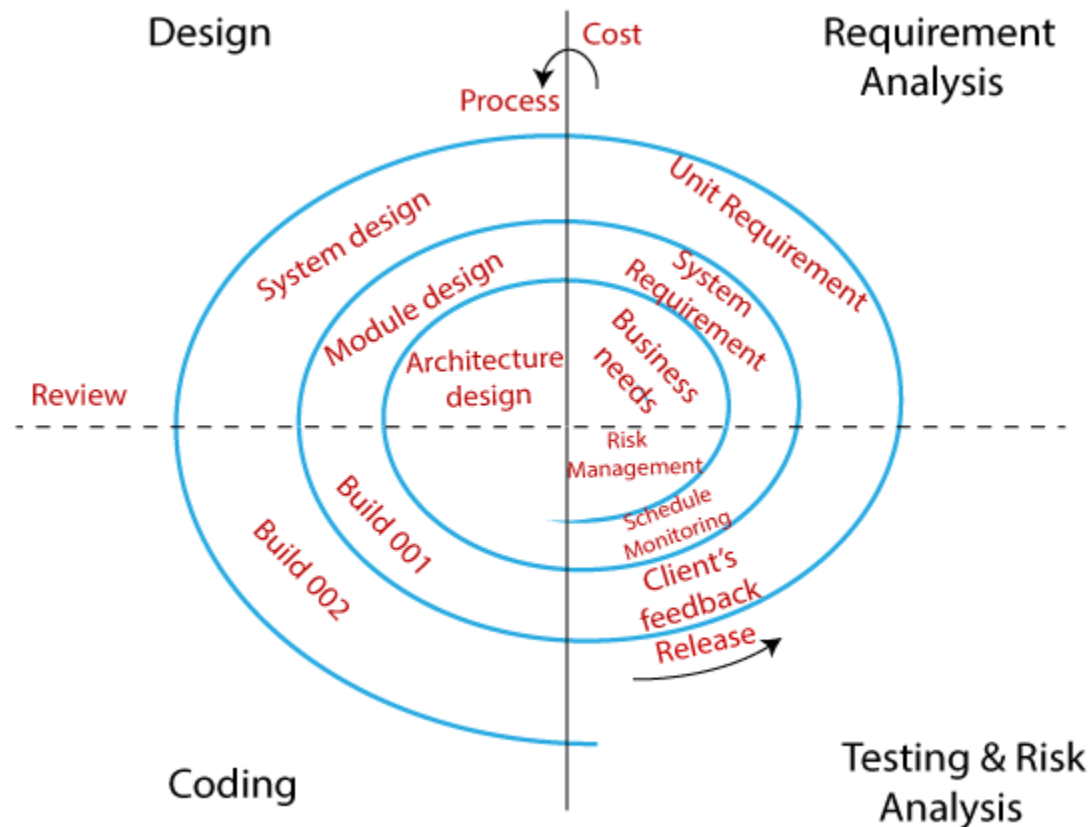 Design
Cost
Requirement
Analysis
Process
Unit Requirement
System design
System
Requirement
Module design
Business
needs
Architecture
design
Review
Risk
Management
Schedule
Monitoring
Build 001
Build 002
Client's
feedback
Release
Coding
Testing & Risk
Analysis